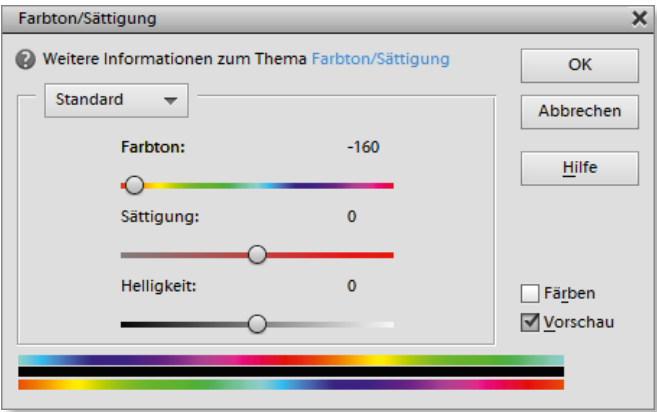 Farbton/Sättigung
Weitere Informationen zum Thema Farbton/Sättigung
OK
Standard
Abbrechen
Farbton: -160
Hilfe
Sättigung: 0
Helligkeit: 0
Färben
Vorschau